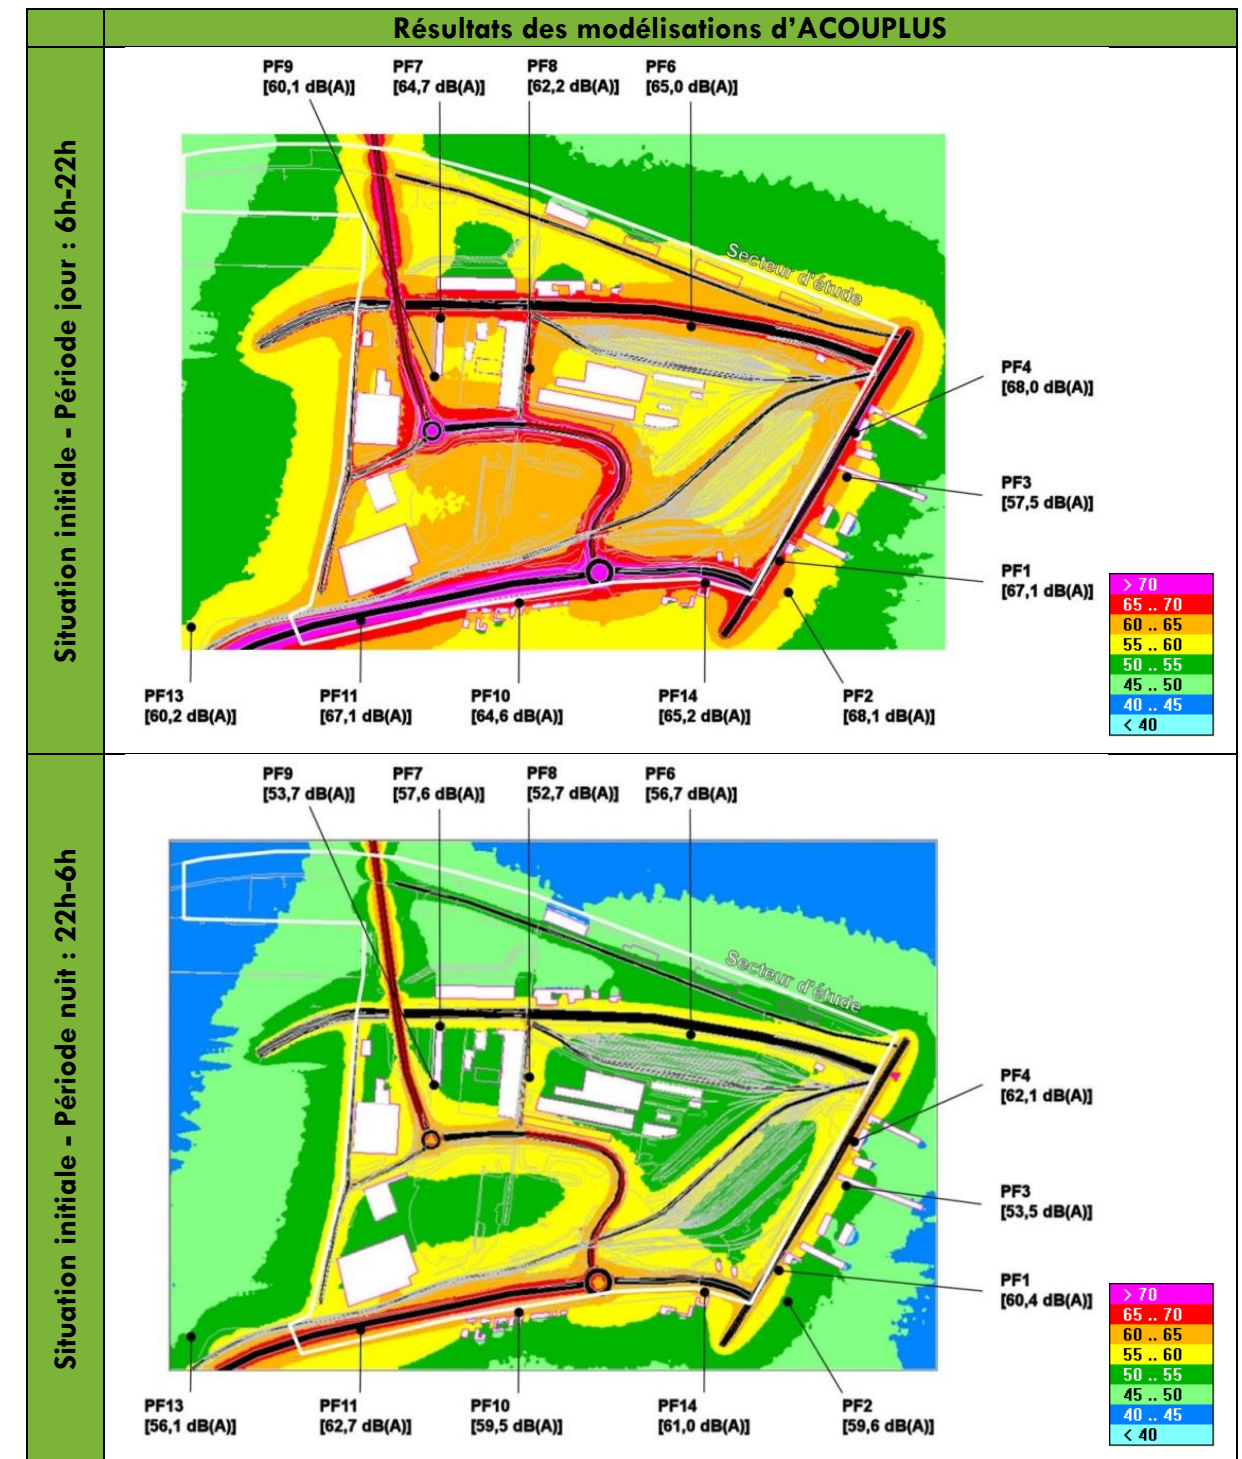 Résultats des modélisations d'ACOUPLUS
Situation initiale - Période jour : 6h-22h
PF9
[60,1 dB(A)]
PF7
[64,7 dB(A)]
PF8
[62,2 dB(A)]
PF6
[65,0 dB(A)]
Secteur d'étude
PF4
[68,0 dB(A)]
PF3
[57,5 dB(A)]
PF1
[67,1 dB(A)]
> 70
65 .. 70
60 .. 65
55 .. 60
50 .. 55
45 .. 50
40 .. 45
< 40
PF13
[60,2 dB(A)]
PF11
[67,1 dB(A)]
PF10
[64,6 dB(A)]
PF14
[65,2 dB(A)]
PF2
[68,1 dB(A)]
Situation initiale - Période nuit : 22h-6h
PF9
[53,7 dB(A)]
PF7
[57,6 dB(A)]
PF8
[52,7 dB(A)]
PF6
[56,7 dB(A)]
Secteur d'étude
PF4
[62,1 dB(A)]
PF3
[53,5 dB(A)]
PF1
[60,4 dB(A)]
> 70
65 .. 70
60 .. 65
55 .. 60
50 .. 55
45 .. 50
40 .. 45
< 40
PF13
[56,1 dB(A)]
PF11
[62,7 dB(A)]
PF10
[59,5 dB(A)]
PF14
[61,0 dB(A)]
PF2
[59,6 dB(A)]